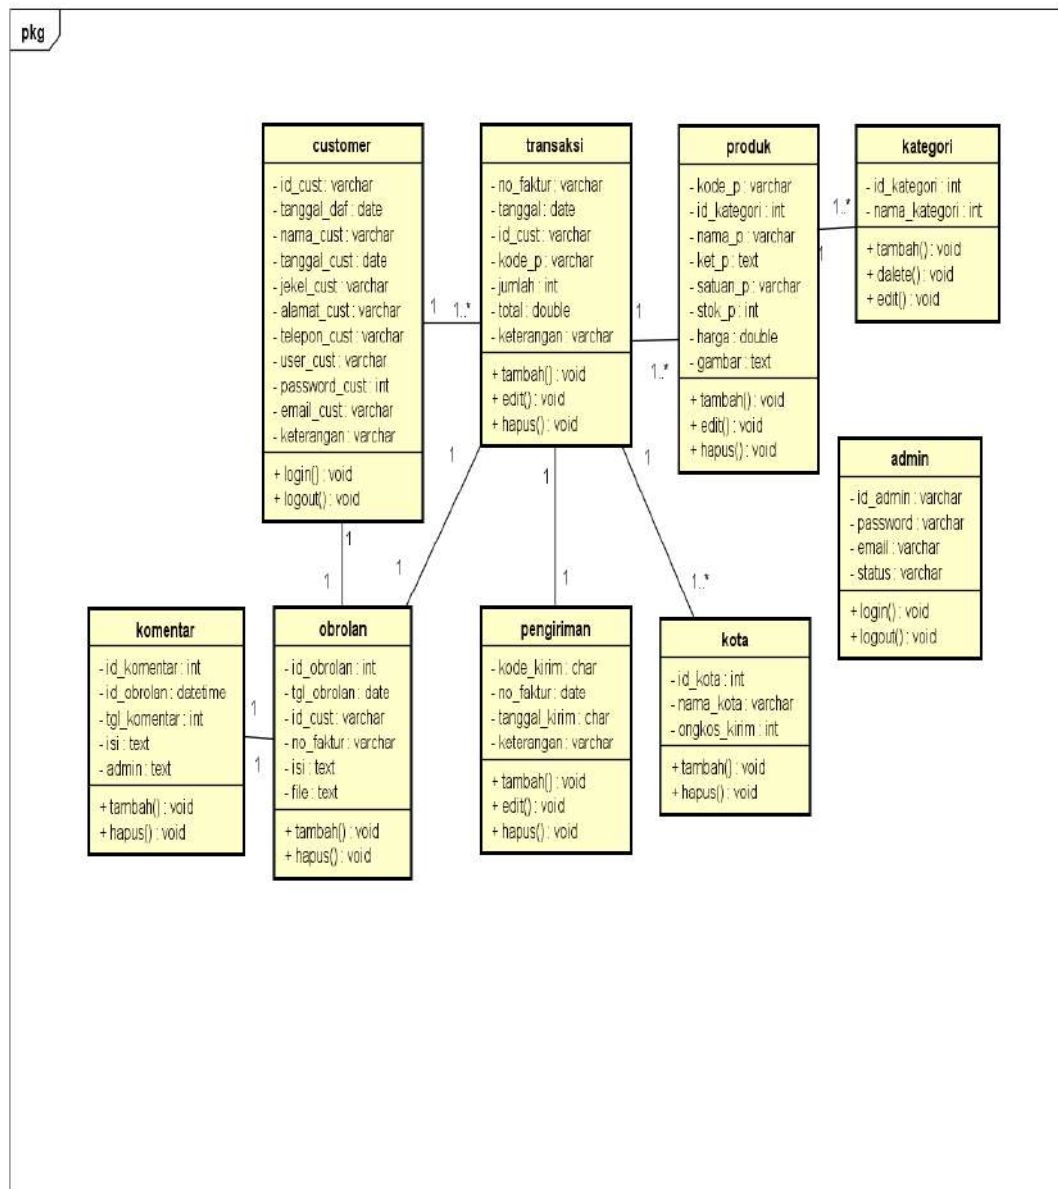 pkg
customer
- id_cust : varchar
- tanggal_daf : date
- nama_cust : varchar
- tanggal_cust : date
- jekel_cust : varchar
- alamat_cust : varchar
- telepon_cust : varchar
- user_cust : varchar
- password_cust : int
- email_cust : varchar
- keterangan : varchar
+ login() : void
+ logout() : void
transaksi
- no_faktur : varchar
- tanggal : date
- id_cust : varchar
- kode_p : varchar
- jumlah : int
- total : double
- keterangan : varchar
+ tambah() : void
+ edit() : void
+ hapus() : void
produk
- kode_p : varchar
- id_kategori : int
- nama_p : varchar
- ket_p : text
- satuan_p : varchar
- stok_p : int
- harga : double
- gambar : text
+ tambah() : void
+ edit() : void
+ hapus() : void
kategori
- id_kategori : int
- nama_kategori : int
+ tambah() : void
+ dalete() : void
+ edit() : void
1
1..*
1
1..*
1..*
1
admin
- id_admin : varchar
- password : varchar
- email : varchar
- status : varchar
+ login() : void
+ logout() : void
1
1
1
1
1
1
1
1..*
komentar
- id_komentar : int
- id_obrolan : datetime
- tgl_komentar : int
- isi : text
- admin : text
+ tambah() : void
+ hapus() : void
1
1
obrolan
- id_obrolan : int
- tgl_obrolan : date
- id_cust : varchar
- no_faktur : varchar
- isi : text
- file : text
+ tambah() : void
+ hapus() : void
pengiriman
- kode_kirim : char
- no_faktur : date
- tanggal_kirim : char
- keterangan : varchar
+ tambah() : void
+ edit() : void
+ hapus() : void
kota
- id_kota : int
- nama_kota : varchar
- ongkos_kirim : int
+ tambah() : void
+ hapus() : void